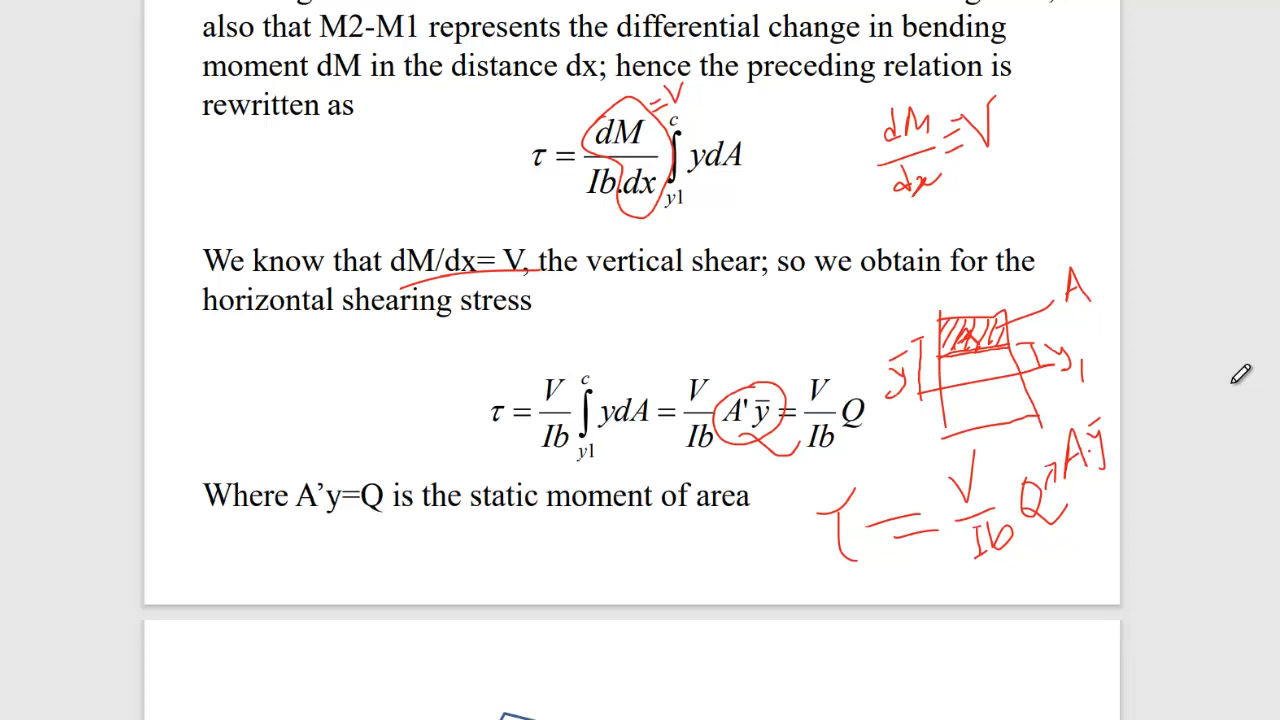 also that M2-M1 represents the differential change in bending
moment dM in the distance dx; hence the preceding relation is
rewritten as
τ = dM / Ib.dx ∫_{y1}^{c} ydA
= V
dM / dx = V
We know that dM/dx= V, the vertical shear; so we obtain for the
horizontal shearing stress
A
ȳ
y1
τ = V / Ib ∫_{y1}^{c} ydA = V / Ib A' ȳ = V / Ib Q
Where A’y=Q is the static moment of area
τ = V / Ib Q
A.ȳ